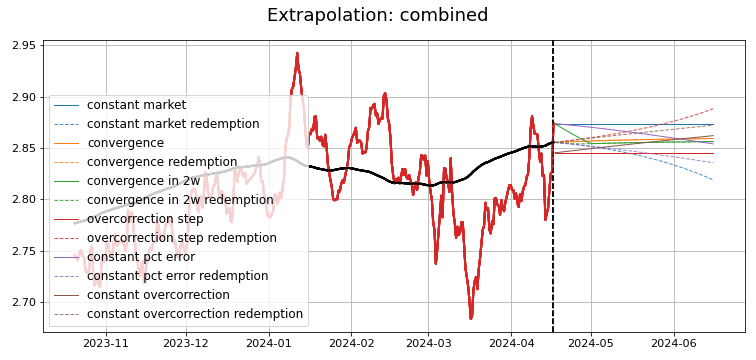 Extrapolation: combined
2.95
2.90
2.85
2.80
2.75
2.70
constant market
constant market redemption
convergence
convergence redemption
convergence in 2w
convergence in 2w redemption
overcorrection step
overcorrection step redemption
constant pct error
constant pct error redemption
constant overcorrection
constant overcorrection redemption
2023-11
2023-12
2024-01
2024-02
2024-03
2024-04
2024-05
2024-06